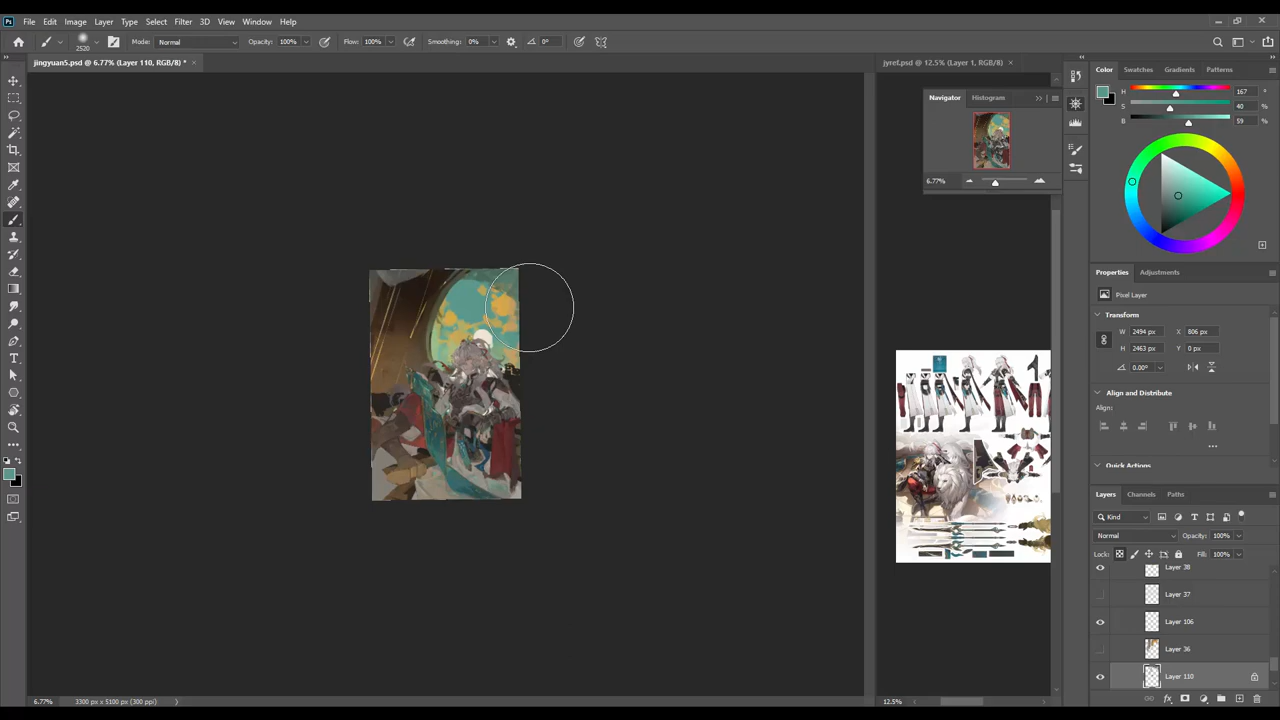 Ps File Edit Image Layer Type Select Filter 3D View Window Help
2520 Mode: Normal Opacity: 100% Flow: 100% Smoothing: 0% 0°
jingyuan5.psd @ 6.77% (Layer 110, RGB/8) * ×
jyref.psd @ 12.5% (Layer 1, RGB/8) ×
Navigator Histogram
6.77%
Color Swatches Gradients Patterns
H 167 °
S 40 %
B 59 %
Properties Adjustments
Pixel Layer
Transform
W 2494 px X 806 px
H 2463 px Y 0 px
0.00°
Align and Distribute
Align:
Quick Actions
Layers Channels Paths
Kind
Normal Opacity: 100%
Lock: Fill: 100%
Layer 38
Layer 37
Layer 106
Layer 36
Layer 110
6.77% 3300 px x 5100 px (300 ppi)
12.5%